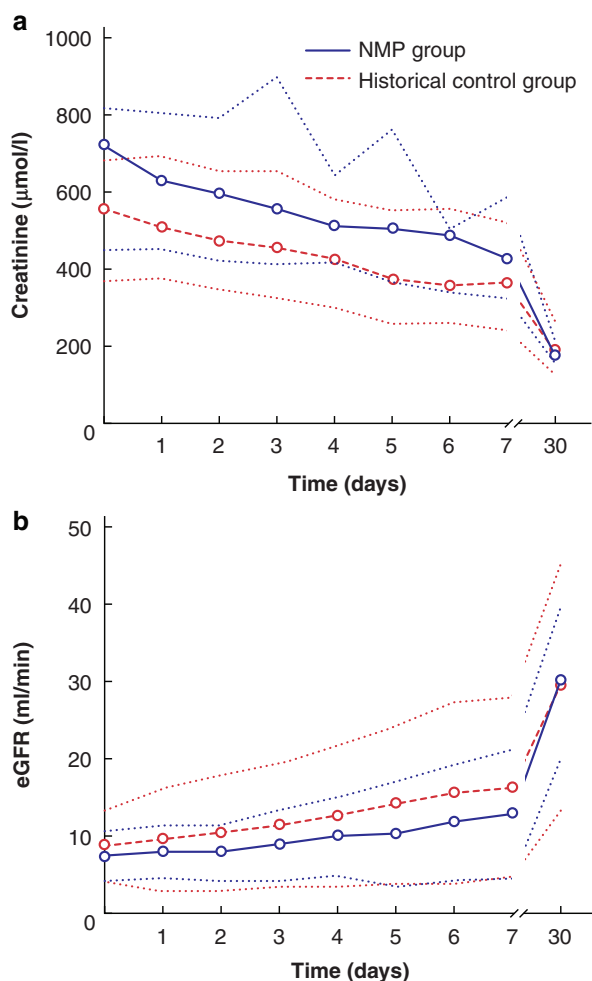 a
1000
800
600
400
200
0
Creatinine (μmol/l)
NMP group
Historical control group
1 2 3 4 5 6 7 30
Time (days)
b
50
40
30
20
10
0
eGFR (ml/min)
1 2 3 4 5 6 7 30
Time (days)